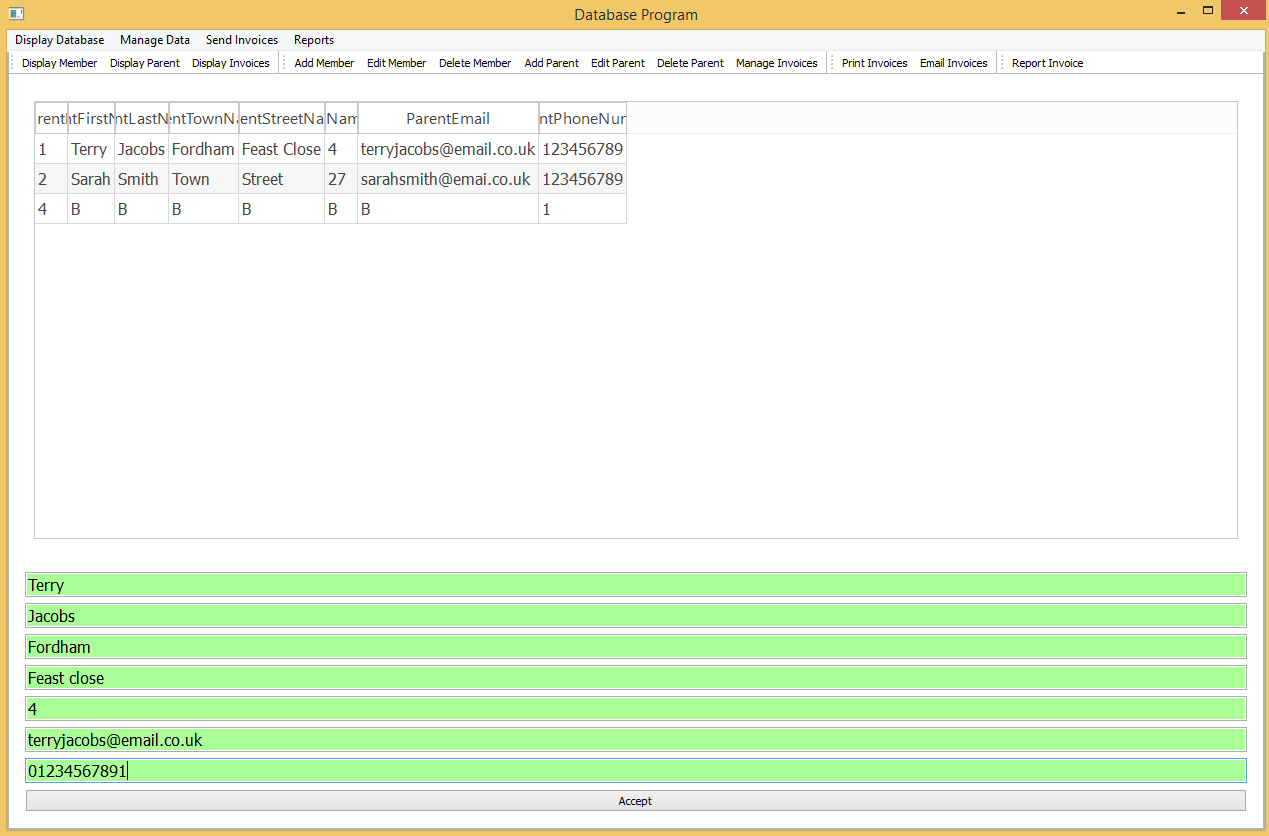 Database Program
Display Database Manage Data Send Invoices Reports
Display Member Display Parent Display Invoices Add Member Edit Member Delete Member Add Parent Edit Parent Delete Parent Manage Invoices Print Invoices Email Invoices Report Invoice
rentI ntFirstN ntLastN entTownNa entStreetNa Nam ParentEmail ntPhoneNur
1 Terry Jacobs Fordham Feast Close 4 terryjacobs@email.co.uk 123456789
2 Sarah Smith Town Street 27 sarahsmith@emai.co.uk 123456789
4 B B B B B B 1
Terry
Jacobs
Fordham
Feast close
4
terryjacobs@email.co.uk
01234567891
Accept